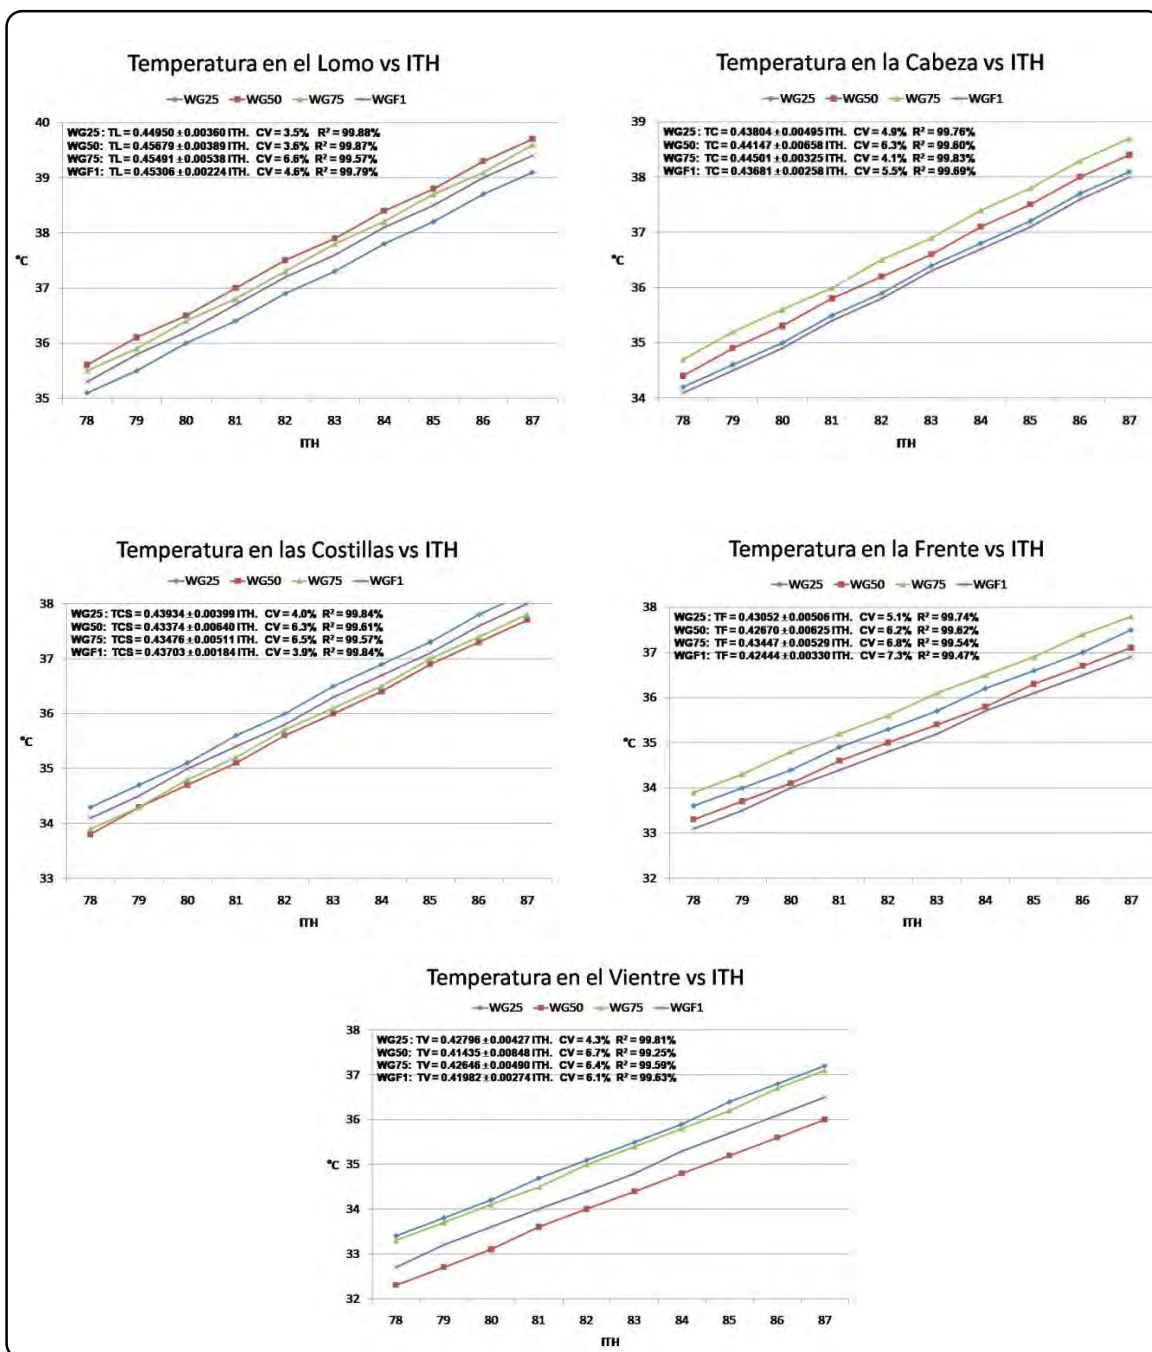 Temperatura en el Lomo vs ITH
WG25 WG50 WG75 WGF1
WG25: TL = 0.44950 ± 0.00360 ITH. CV = 3.5% R² = 99.88%
WG50: TL = 0.45679 ± 0.00389 ITH. CV = 3.6% R² = 99.87%
WG75: TL = 0.45491 ± 0.00538 ITH. CV = 6.6% R² = 99.57%
WGF1: TL = 0.45306 ± 0.00224 ITH. CV = 4.6% R² = 99.79%
40
39
38
37
36
35
°C
78 79 80 81 82 83 84 85 86 87
ITH
Temperatura en la Cabeza vs ITH
WG25 WG50 WG75 WGF1
WG25: TC = 0.43804 ± 0.00495 ITH. CV = 4.9% R² = 99.76%
WG50: TC = 0.44147 ± 0.00658 ITH. CV = 6.3% R² = 99.60%
WG75: TC = 0.44501 ± 0.00325 ITH. CV = 4.1% R² = 99.83%
WGF1: TC = 0.43681 ± 0.00258 ITH. CV = 5.5% R² = 99.69%
39
38
37
36
35
34
°C
78 79 80 81 82 83 84 85 86 87
ITH
Temperatura en las Costillas vs ITH
WG25 WG50 WG75 WGF1
WG25: TCS = 0.43934 ± 0.00399 ITH. CV = 4.0% R² = 99.84%
WG50: TCS = 0.43374 ± 0.00640 ITH. CV = 6.3% R² = 99.61%
WG75: TCS = 0.43476 ± 0.00511 ITH. CV = 6.5% R² = 99.57%
WGF1: TCS = 0.43703 ± 0.00184 ITH. CV = 3.9% R² = 99.84%
38
37
36
35
34
33
°C
78 79 80 81 82 83 84 85 86 87
ITH
Temperatura en la Frente vs ITH
WG25 WG50 WG75 WGF1
WG25: TF = 0.43052 ± 0.00506 ITH. CV = 5.1% R² = 99.74%
WG50: TF = 0.42670 ± 0.00625 ITH. CV = 6.2% R² = 99.62%
WG75: TF = 0.43447 ± 0.00529 ITH. CV = 6.8% R² = 99.54%
WGF1: TF = 0.42444 ± 0.00330 ITH. CV = 7.3% R² = 99.47%
38
37
36
35
34
33
32
°C
78 79 80 81 82 83 84 85 86 87
ITH
Temperatura en el Vientre vs ITH
WG25 WG50 WG75 WGF1
WG25: TV = 0.42796 ± 0.00427 ITH. CV = 4.3% R² = 99.81%
WG50: TV = 0.41435 ± 0.00848 ITH. CV = 6.7% R² = 99.25%
WG75: TV = 0.42646 ± 0.00490 ITH. CV = 6.4% R² = 99.59%
WGF1: TV = 0.41982 ± 0.00274 ITH. CV = 6.1% R² = 99.63%
38
37
36
35
34
33
32
°C
78 79 80 81 82 83 84 85 86 87
ITH